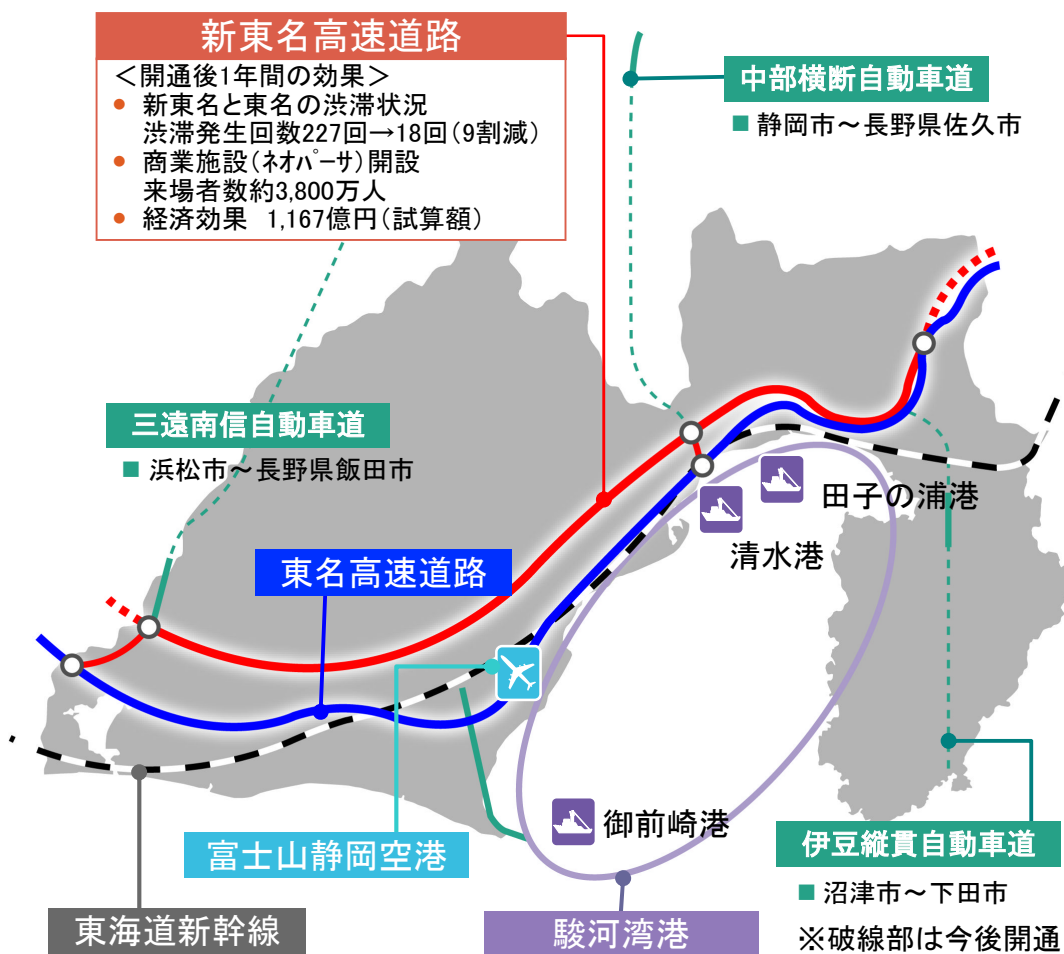 新東名高速道路
＜開通後1年間の効果＞
● 新東名と東名の渋滞状況
渋滞発生回数227回→18回（9割減）
● 商業施設（ﾈｵﾊﾟｰｻ）開設
来場者数約3,800万人
● 経済効果　1,167億円（試算額）
中部横断自動車道
■ 静岡市～長野県佐久市
三遠南信自動車道
■ 浜松市～長野県飯田市
東名高速道路
田子の浦港
清水港
御前崎港
富士山静岡空港
伊豆縦貫自動車道
■ 沼津市～下田市
※破線部は今後開通
東海道新幹線
駿河湾港